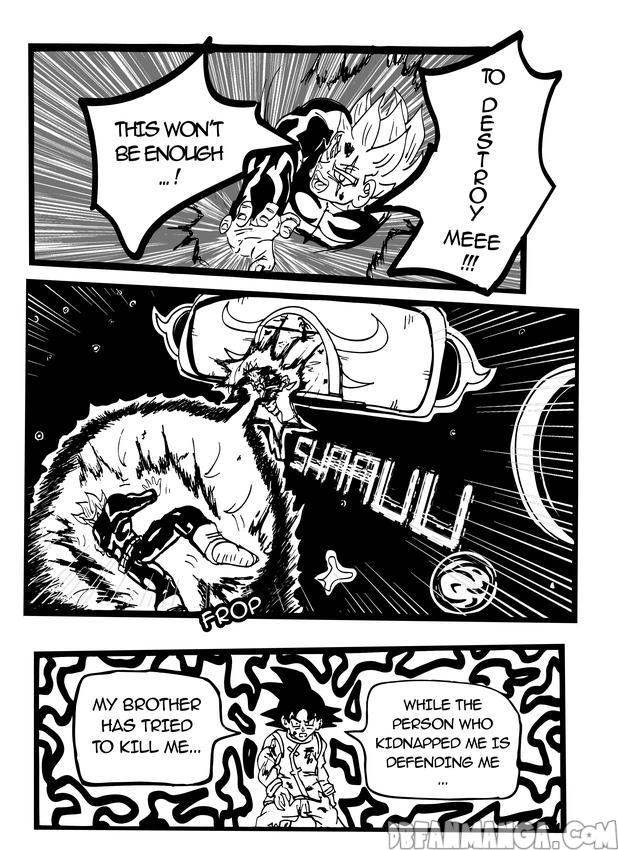 THIS WON'T
BE ENOUGH
...!
TO
DESTROY
MEEE
!!!
SHAAUU
FROP
MY BROTHER
HAS TRIED
TO KILL ME...
WHILE THE
PERSON WHO
KIDNAPPED ME IS
DEFENDING ME
...
DBFANMANGA.COM